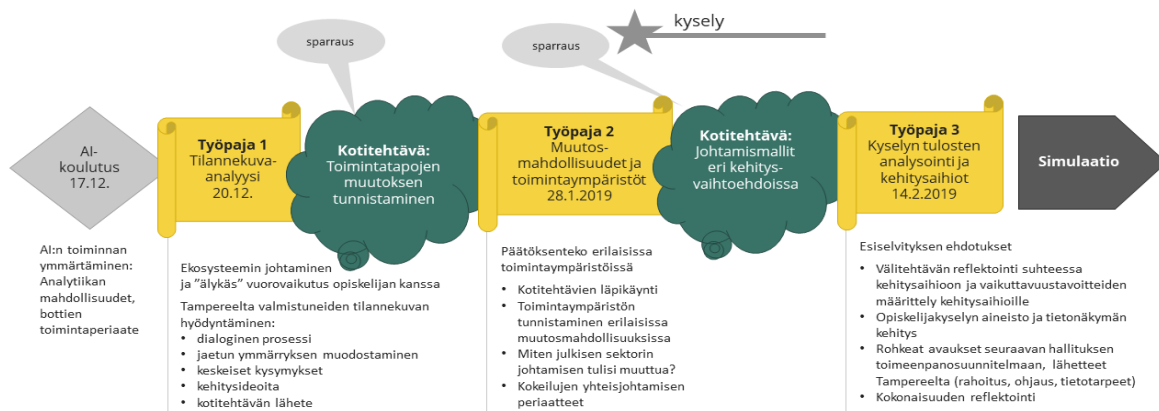 sparraus
sparraus
kysely
AI-
koulutus
17.12.
Työpaja 1
Tilannekuva-
analyysi
20.12.
Kotitehtävä:
Toimintatapojen
muutoksen
tunnistaminen
Työpaja 2
Muutos-
mahdollisuudet ja
toimintaympäristöt
28.1.2019
Kotitehtävä:
Johtamismallit
eri kehitys-
vaihtoehdoissa
Työpaja 3
Kyselyn tulosten
analysointi ja
kehitysaihiot
14.2.2019
Simulaatio
AI:n toiminnan
ymmärtäminen:
Analytiikan
mahdollisuudet,
bottien
toimintaperiaate
Ekosysteemin johtaminen
ja ”älykäs” vuorovaikutus opiskelijan kanssa
Tampereelta valmistuneiden tilannekuvan
hyödyntäminen:
• dialoginen prosessi
• jaetun ymmärryksen muodostaminen
• keskeiset kysymykset
• kehitysideoita
• kotitehtävän lähete
Päätöksenteko erilaisissa
toimintaympäristöissä
• Kotitehtävien läpikäynti
• Toimintaympäristön
tunnistaminen erilaisissa
muutosmahdollisuuksissa
• Miten julkisen sektorin
johtamisen tulisi muuttua?
• Kokeilujen yhteisjohtamisen
periaatteet
Esiselvityksen ehdotukset
• Välitehtävän reflektointi suhteessa
kehitysaihioon ja vaikuttavuustavoitteiden
määrittely kehitysaihioille
• Opiskelijakyselyn aineisto ja tietonäkymän
kehitys
• Rohkeat avaukset seuraavan hallituksen
toimeenpanosuunnitelmaan, lähetteet
Tampereelta (rahoitus, ohjaus, tietotarpeet)
• Kokonaisuuden reflektointi